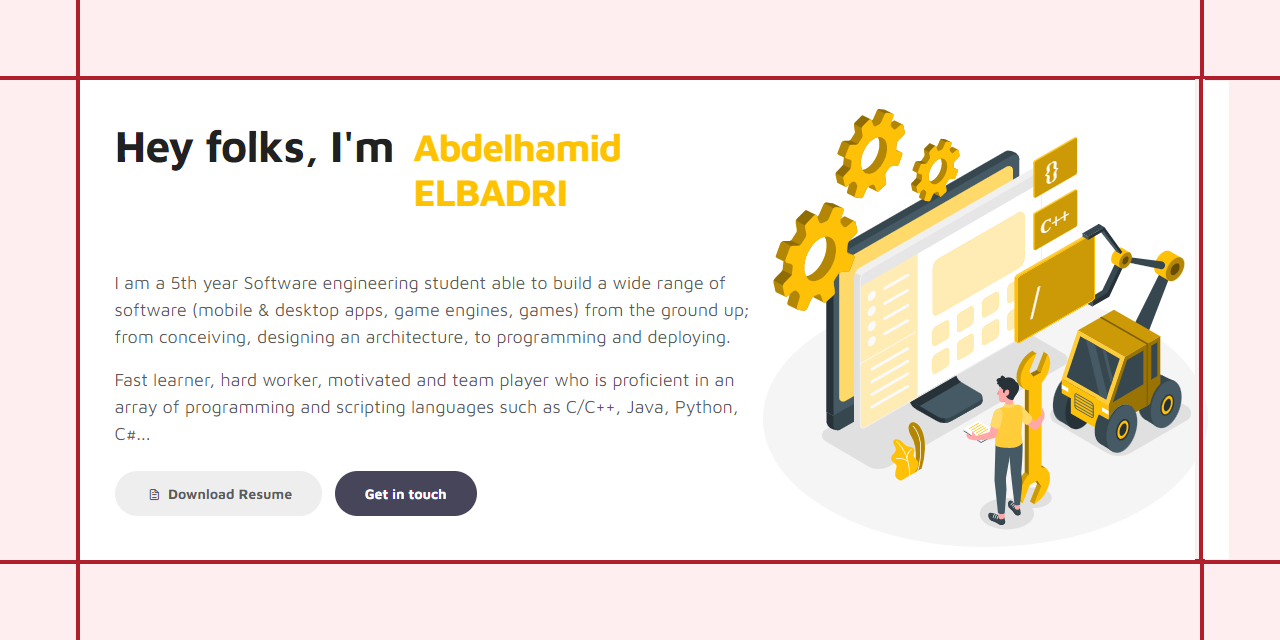 Hey folks, I'm Abdelhamid
ELBADRI
I am a 5th year Software engineering student able to build a wide range of
software (mobile & desktop apps, game engines, games) from the ground up;
from conceiving, designing an architecture, to programming and deploying.
Fast learner, hard worker, motivated and team player who is proficient in an
array of programming and scripting languages such as C/C++, Java, Python,
C#...
Download Resume
Get in touch
{}
C++
/